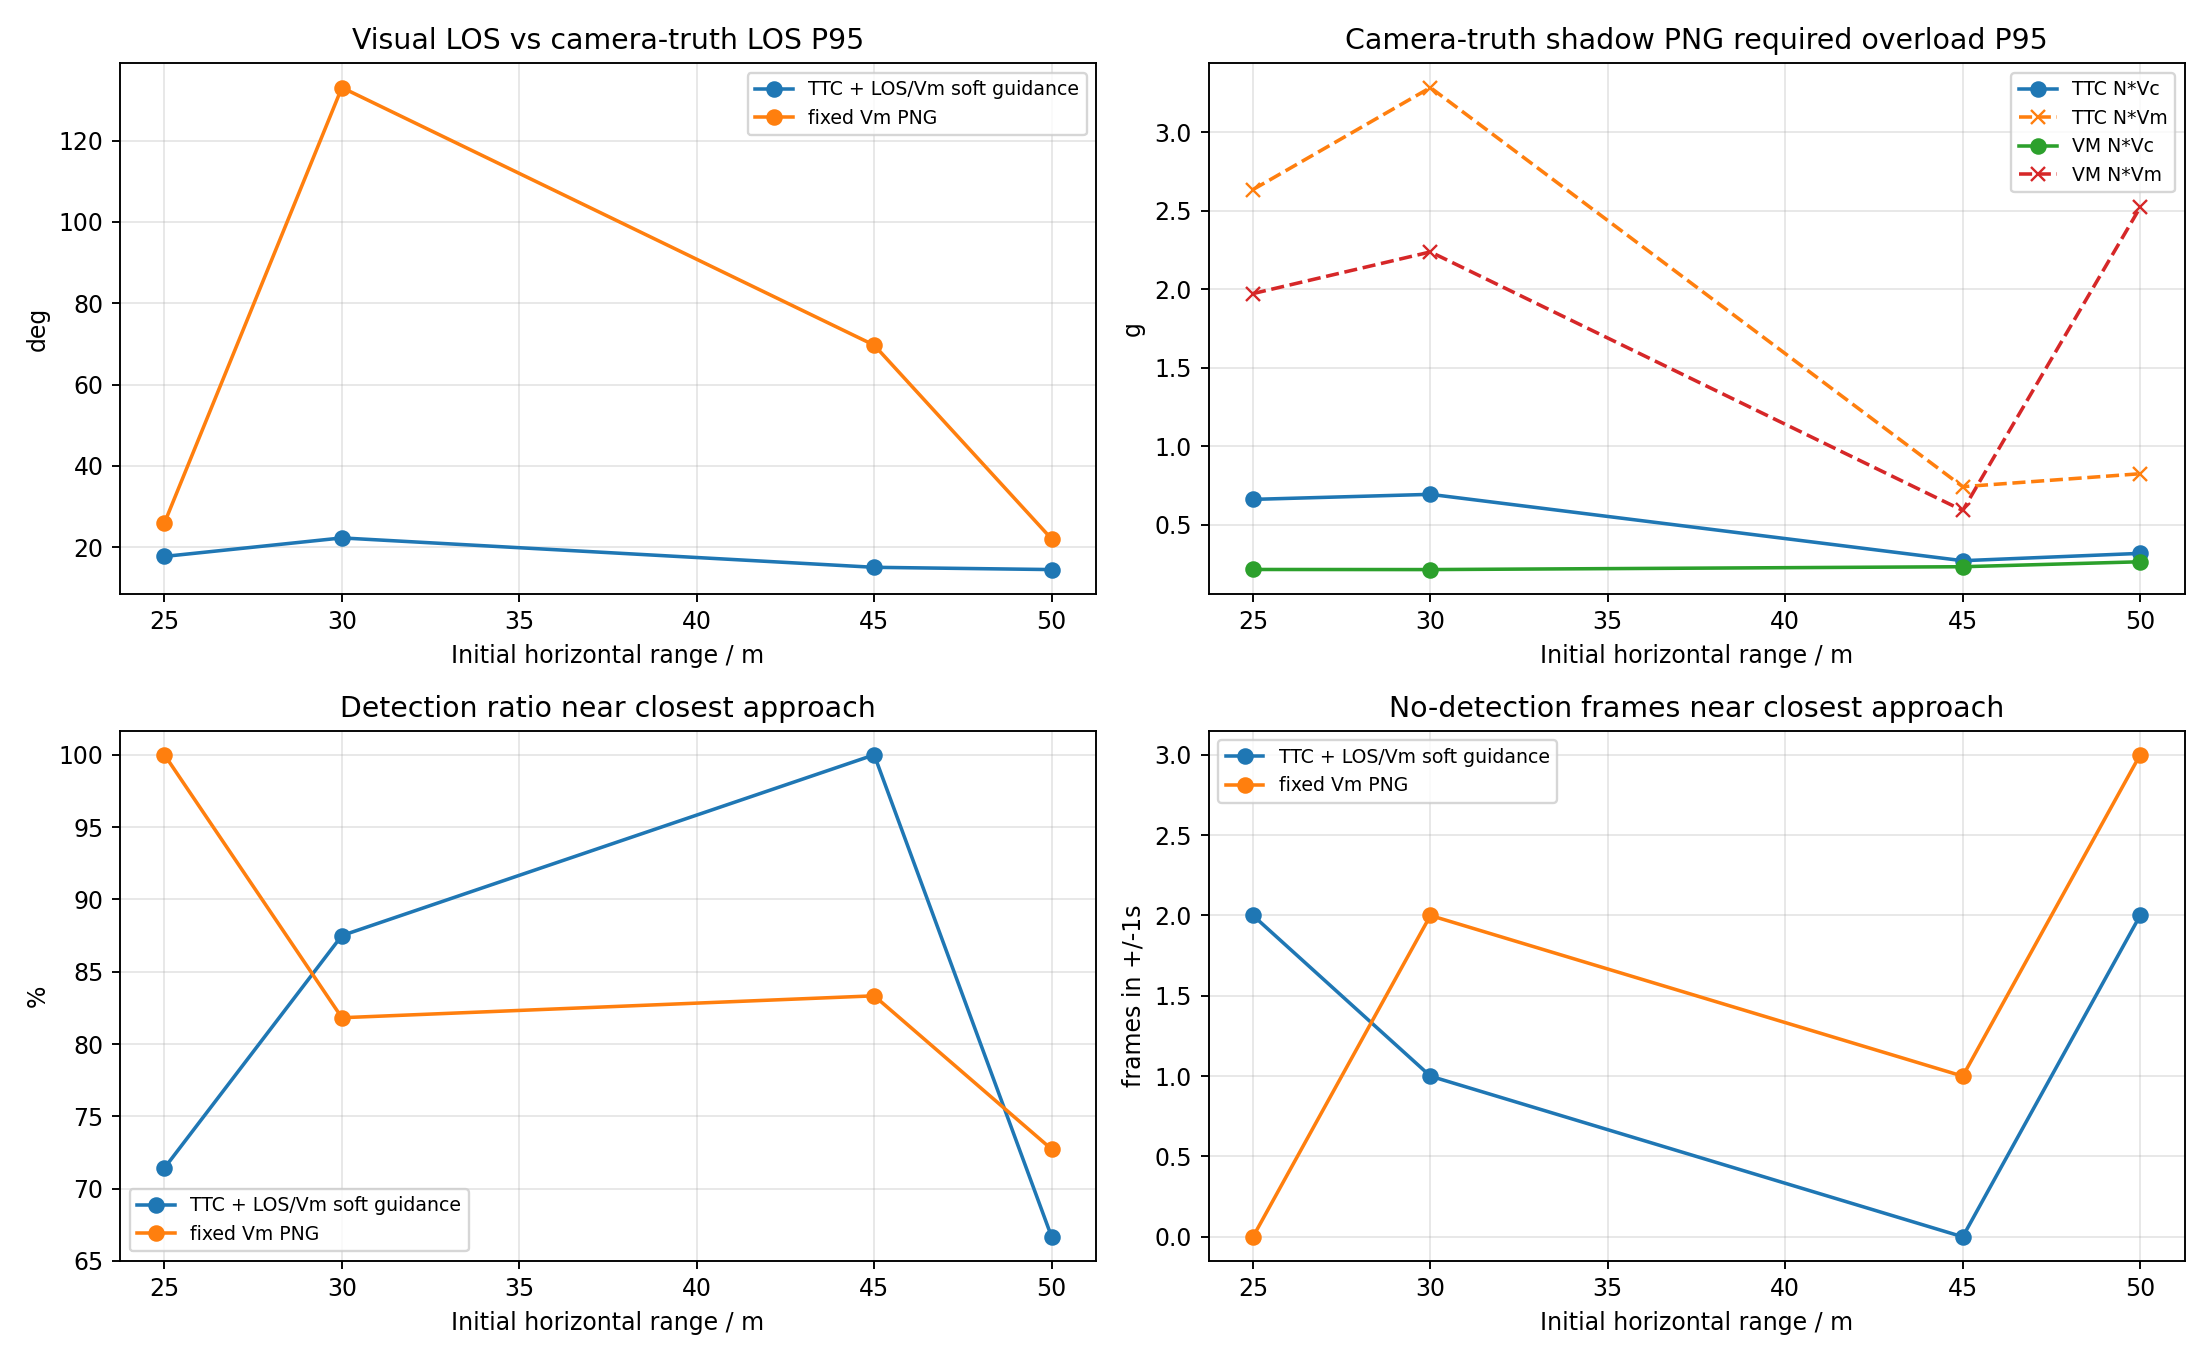 Visual LOS vs camera-truth LOS P95
TTC + LOS/Vm soft guidance
fixed Vm PNG
deg
120
100
80
60
40
20
25 30 35 40 45 50
Initial horizontal range / m
Camera-truth shadow PNG required overload P95
TTC N*Vc
TTC N*Vm
VM N*Vc
VM N*Vm
g
3.0
2.5
2.0
1.5
1.0
0.5
25 30 35 40 45 50
Initial horizontal range / m
Detection ratio near closest approach
%
100
95
90
85
80
75
70
65
TTC + LOS/Vm soft guidance
fixed Vm PNG
25 30 35 40 45 50
Initial horizontal range / m
No-detection frames near closest approach
TTC + LOS/Vm soft guidance
fixed Vm PNG
frames in +/-1s
3.0
2.5
2.0
1.5
1.0
0.5
0.0
25 30 35 40 45 50
Initial horizontal range / m